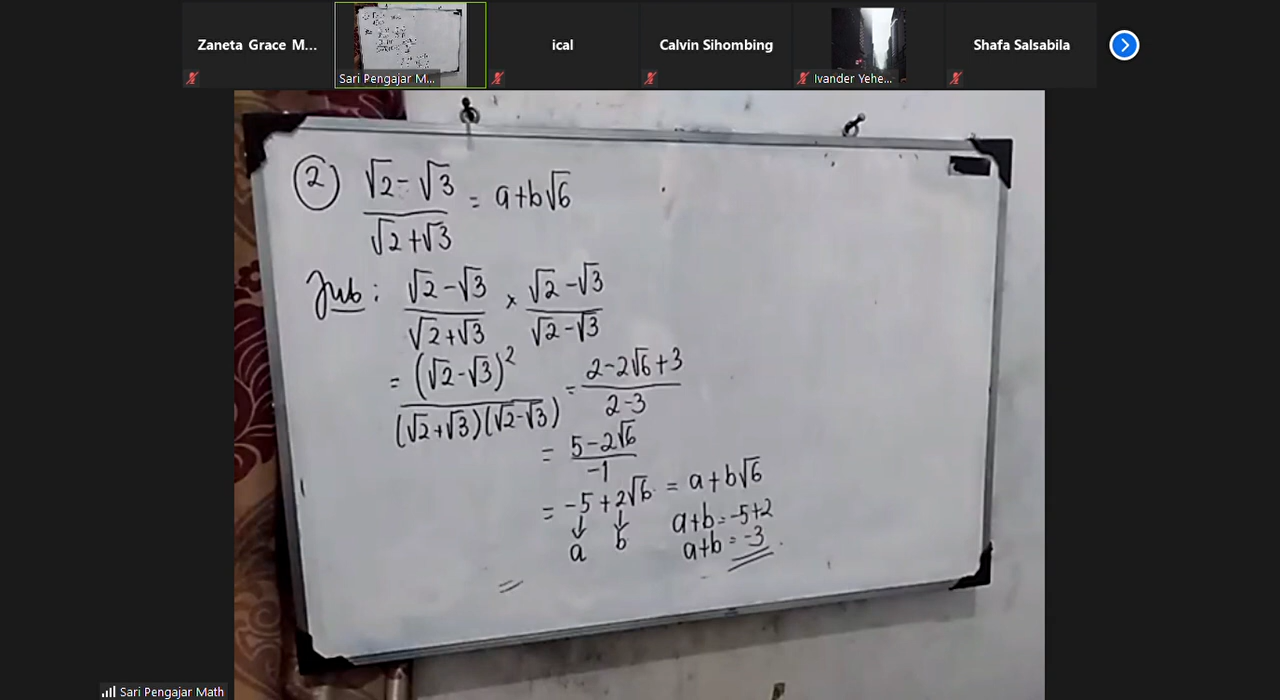 Zaneta Grace M...
Sari Pengajar M...
ical
Calvin Sihombing
Ivander Yehe...
Shafa Salsabila
② (√2 - √3)/(√2 + √3) = a+b√6
Jwb : (√2 - √3)/(√2 + √3) × (√2 - √3)/(√2 - √3)
= (√2 - √3)²/((√2 + √3)(√2 - √3)) = (2 - 2√6 + 3)/(2 - 3)
= (5 - 2√6)/-1
= -5 + 2√6 = a + b√6
↓ ↓ a+b = -5+2
a b a+b = -3
Sari Pengajar Math